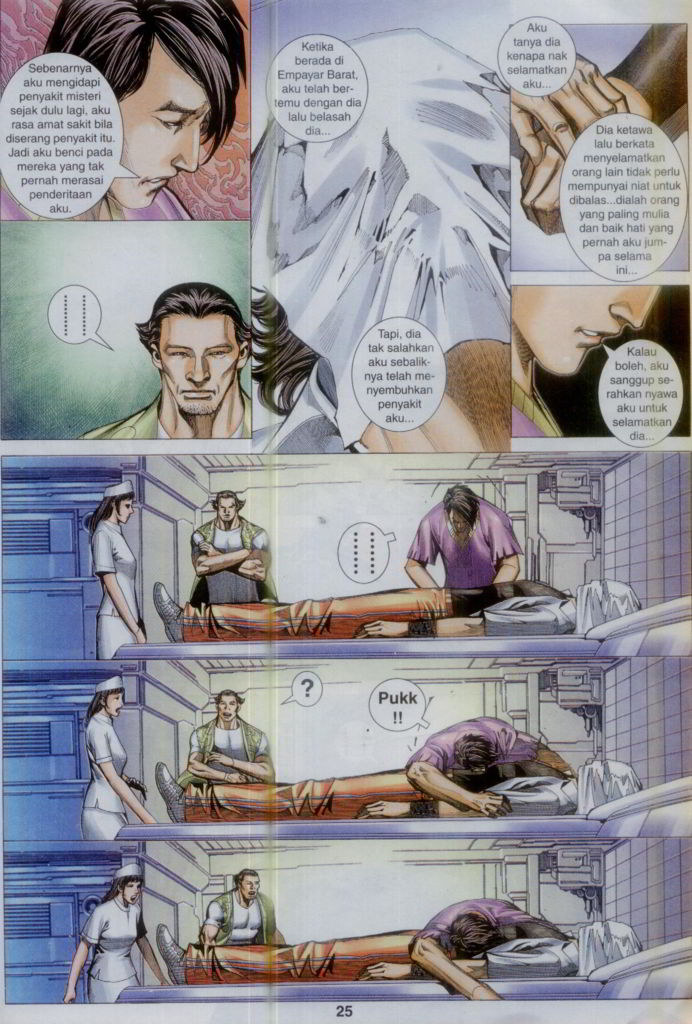 Sebenarnya
aku mengidapi
penyakit misteri
sejak dulu lagi, aku
rasa amat sakit bila
diserang penyakit itu.
Jadi aku benci pada
mereka yang tak
pernah merasai
penderitaan
aku.
Ketika
berada di
Empayar Barat,
aku telah ber-
temu dengan dia
lalu belasah
dia...
Aku
tanya dia
kenapa nak
selamatkan
aku...
Dia ketawa
lalu berkata
menyelamatkan
orang lain tidak perlu
mempunyai niat untuk
dibalas...dialah orang
yang paling mulia
dan baik hati yang
pernah aku jum-
pa selama
ini...
Tapi, dia
tak salahkan
aku sebalik-
nya telah me-
nyembuhkan
penyakit
aku...
Kalau
boleh, aku
sanggup se-
rahkan nyawa
aku untuk
selamatkan
dia...
?
Pukk
!!
25